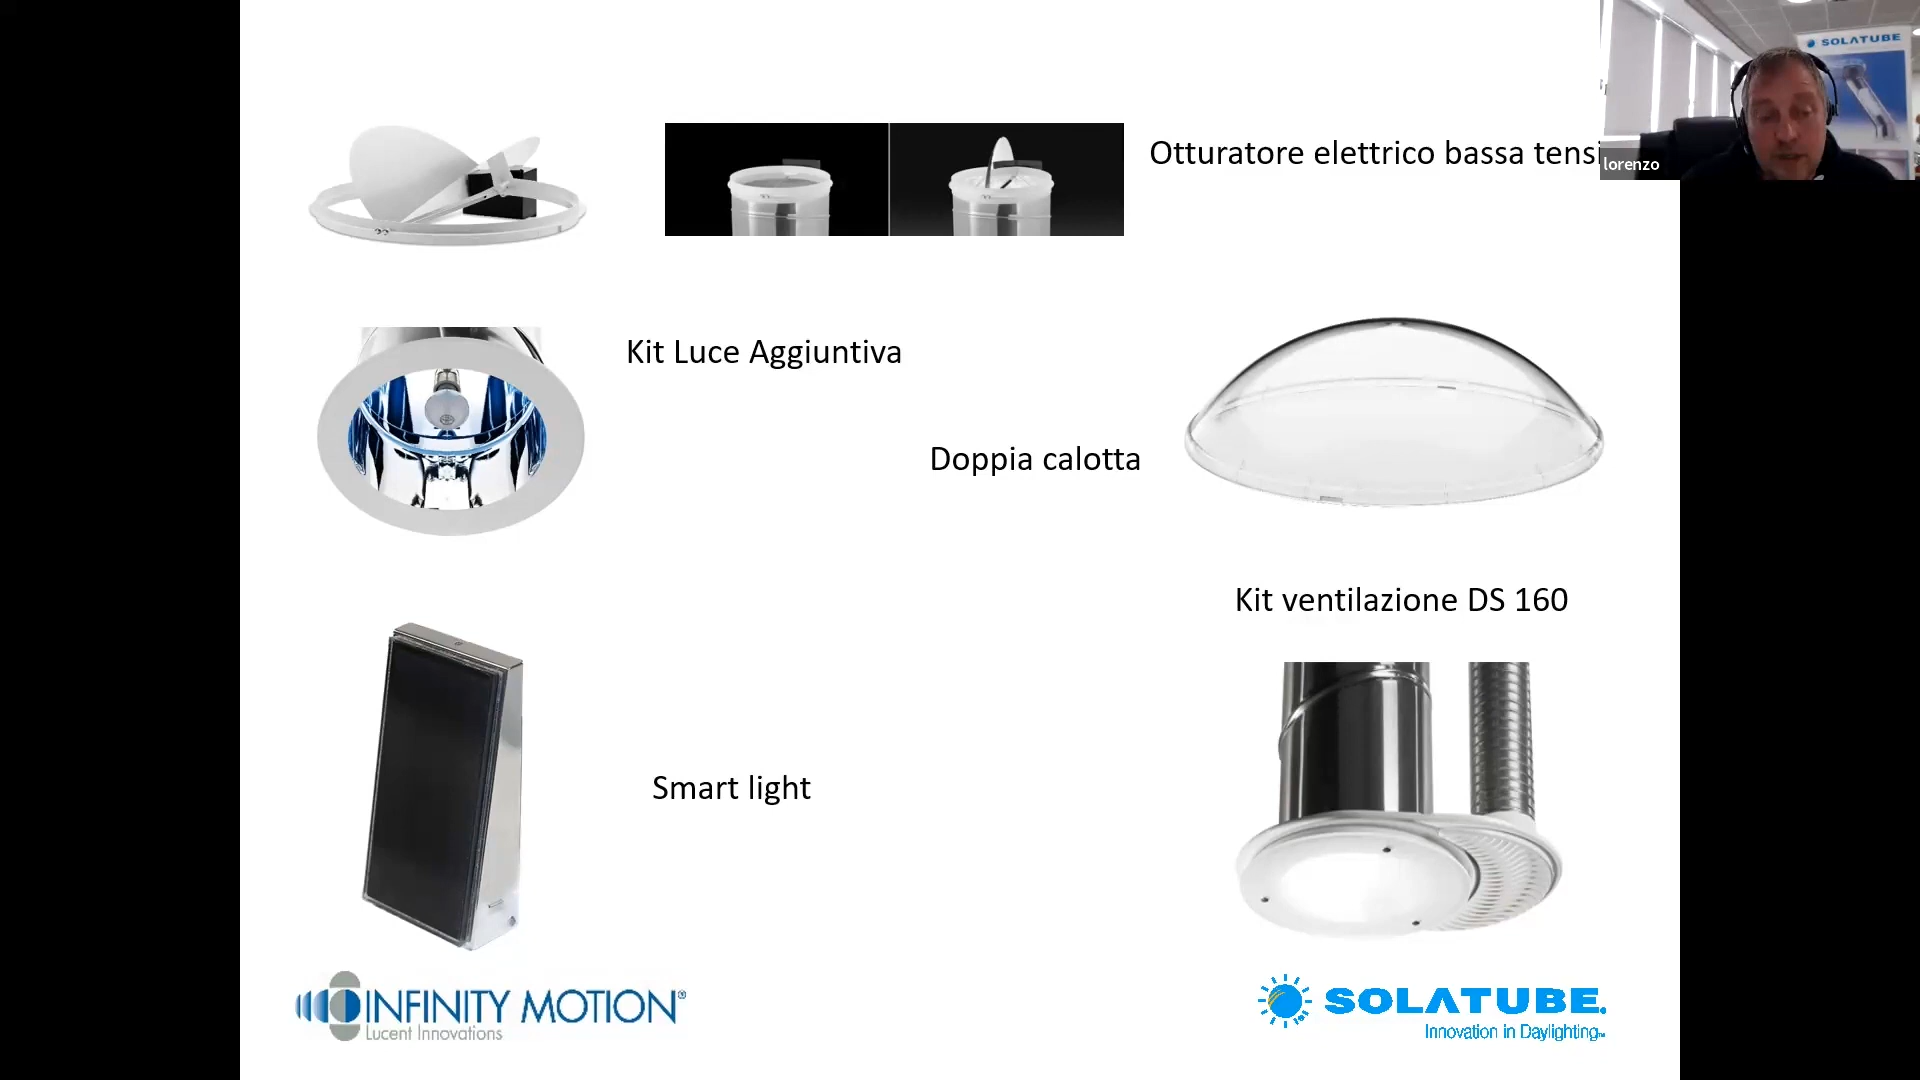 SOLATUBE
Otturatore elettrico bassa tensi
lorenzo
Kit Luce Aggiuntiva
Doppia calotta
Kit ventilazione DS 160
Smart light
INFINITY MOTION®
Lucent Innovations
SOLATUBE.
Innovation in Daylighting™